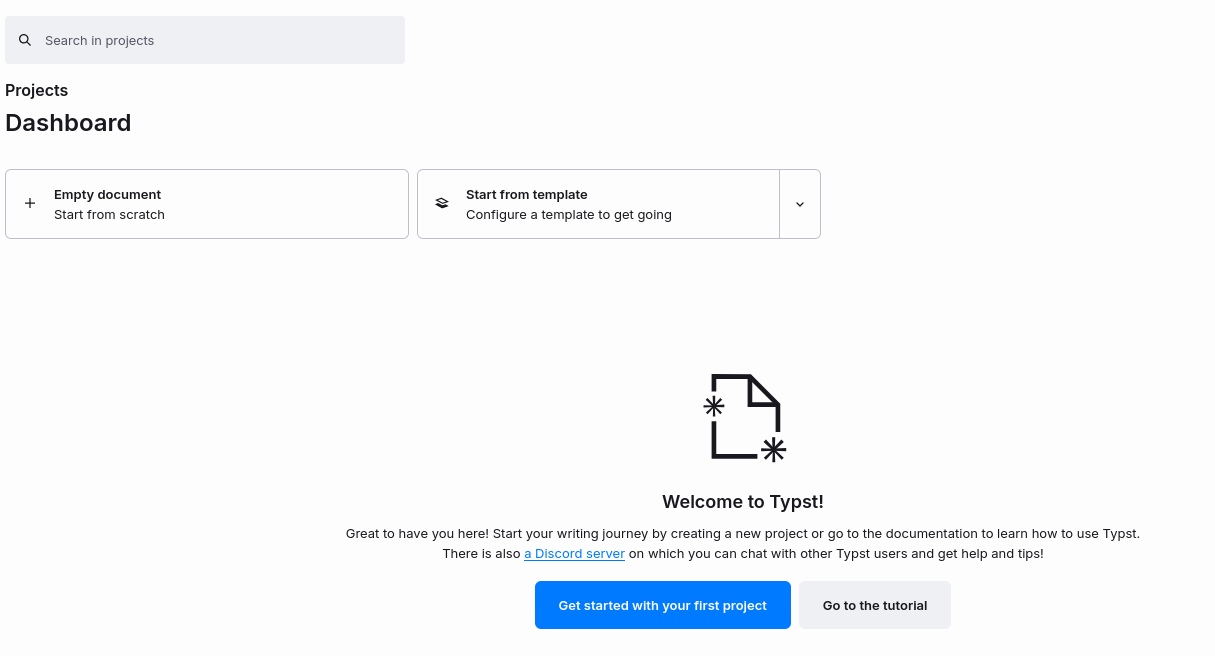 Search in projects
Projects
Dashboard
Empty document
Start from scratch
Start from template
Configure a template to get going
Welcome to Typst!
Great to have you here! Start your writing journey by creating a new project or go to the documentation to learn how to use Typst.
There is also a Discord server on which you can chat with other Typst users and get help and tips!
Get started with your first project
Go to the tutorial